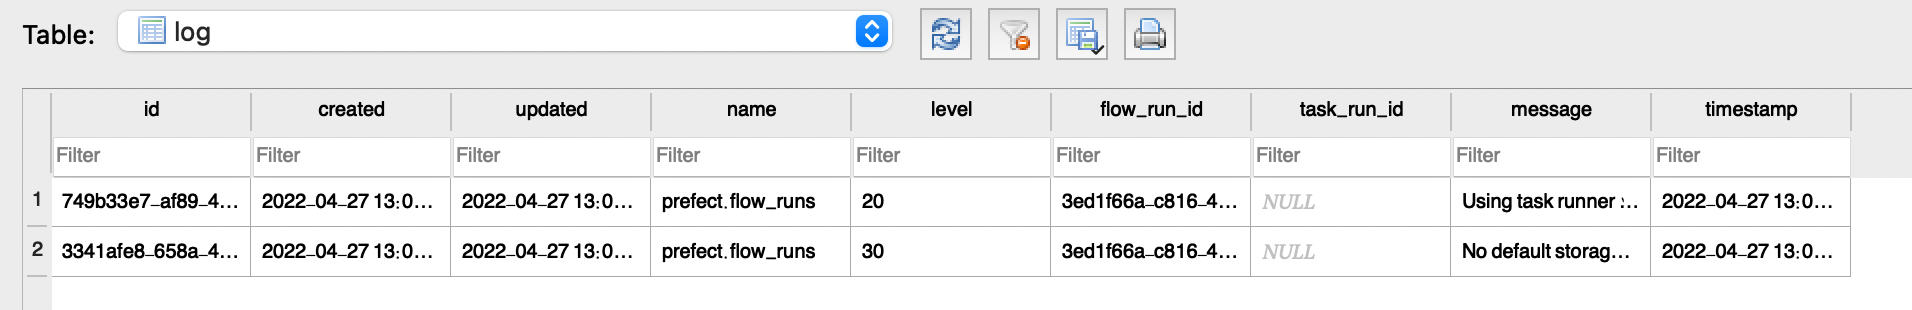 Table: log
id created updated name level flow_run_id task_run_id message timestamp
Filter Filter Filter Filter Filter Filter Filter Filter Filter
1 749b33e7-af89-4... 2022-04-27 13:0... 2022-04-27 13:0... prefect.flow_runs 20 3ed1f66a-c816-4... NULL Using task runner :... 2022-04-27 13:0...
2 3341afe8-658a-4... 2022-04-27 13:0... 2022-04-27 13:0... prefect.flow_runs 30 3ed1f66a-c816-4... NULL No default storag... 2022-04-27 13:0...